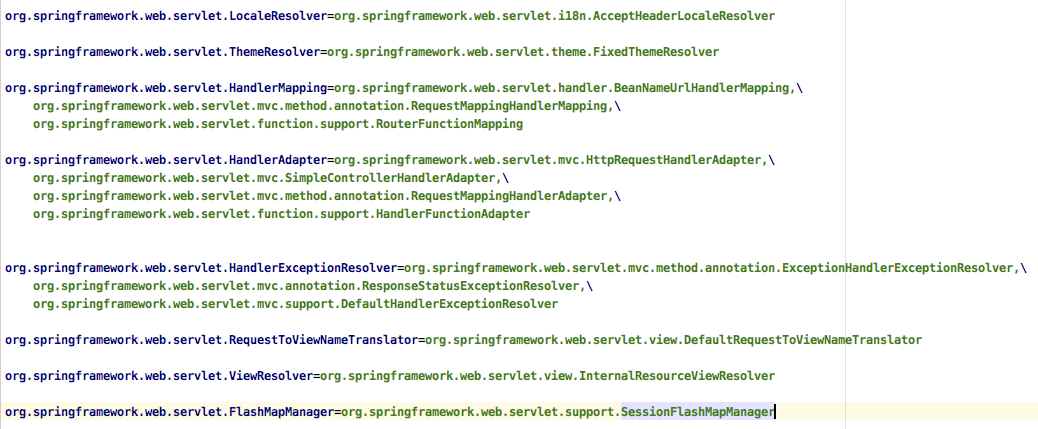 org.springframework.web.servlet.LocaleResolver=org.springframework.web.servlet.i18n.AcceptHeaderLocaleResolver
org.springframework.web.servlet.ThemeResolver=org.springframework.web.servlet.theme.FixedThemeResolver
org.springframework.web.servlet.HandlerMapping=org.springframework.web.servlet.handler.BeanNameUrlHandlerMapping,\
org.springframework.web.servlet.mvc.method.annotation.RequestMappingHandlerMapping,\
org.springframework.web.servlet.function.support.RouterFunctionMapping
org.springframework.web.servlet.HandlerAdapter=org.springframework.web.servlet.mvc.HttpRequestHandlerAdapter,\
org.springframework.web.servlet.mvc.SimpleControllerHandlerAdapter,\
org.springframework.web.servlet.mvc.method.annotation.RequestMappingHandlerAdapter,\
org.springframework.web.servlet.function.support.HandlerFunctionAdapter
org.springframework.web.servlet.HandlerExceptionResolver=org.springframework.web.servlet.mvc.method.annotation.ExceptionHandlerExceptionResolver,\
org.springframework.web.servlet.mvc.annotation.ResponseStatusExceptionResolver,\
org.springframework.web.servlet.mvc.support.DefaultHandlerExceptionResolver
org.springframework.web.servlet.RequestToViewNameTranslator=org.springframework.web.servlet.view.DefaultRequestToViewNameTranslator
org.springframework.web.servlet.ViewResolver=org.springframework.web.servlet.view.InternalResourceViewResolver
org.springframework.web.servlet.FlashMapManager=org.springframework.web.servlet.support.SessionFlashMapManager